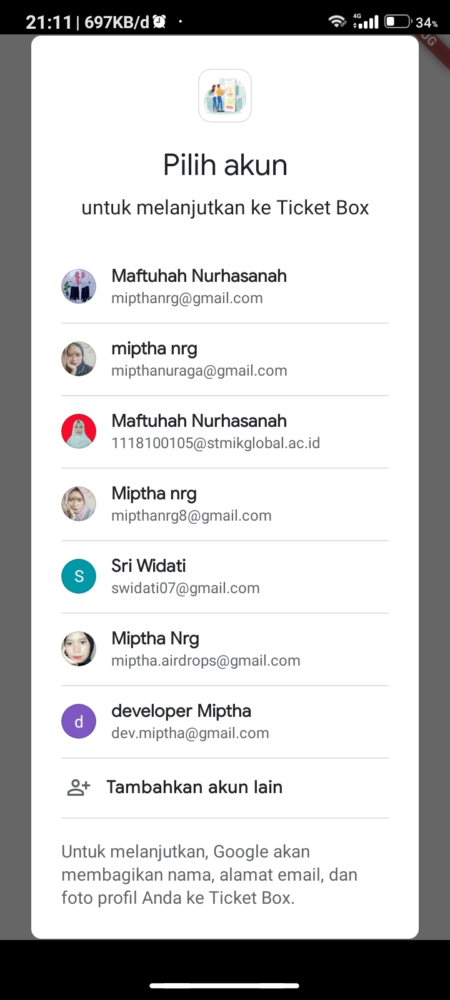 21:11 | 697KB/d
4G
34%
UG
Pilih akun
untuk melanjutkan ke Ticket Box
Maftuhah Nurhasanah
mipthanrg@gmail.com
miptha nrg
mipthanuraga@gmail.com
Maftuhah Nurhasanah
1118100105@stmikglobal.ac.id
Miptha nrg
mipthanrg8@gmail.com
S
Sri Widati
swidati07@gmail.com
Miptha Nrg
miptha.airdrops@gmail.com
d
developer Miptha
dev.miptha@gmail.com
Tambahkan akun lain
Untuk melanjutkan, Google akan
membagikan nama, alamat email, dan
foto profil Anda ke Ticket Box.